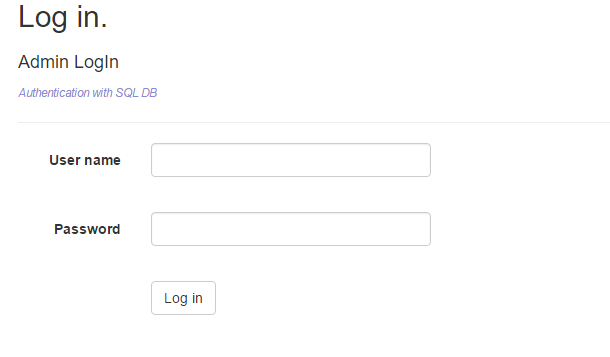 Log in.
Admin LogIn
Authentication with SQL DB
User name
Password
Log in